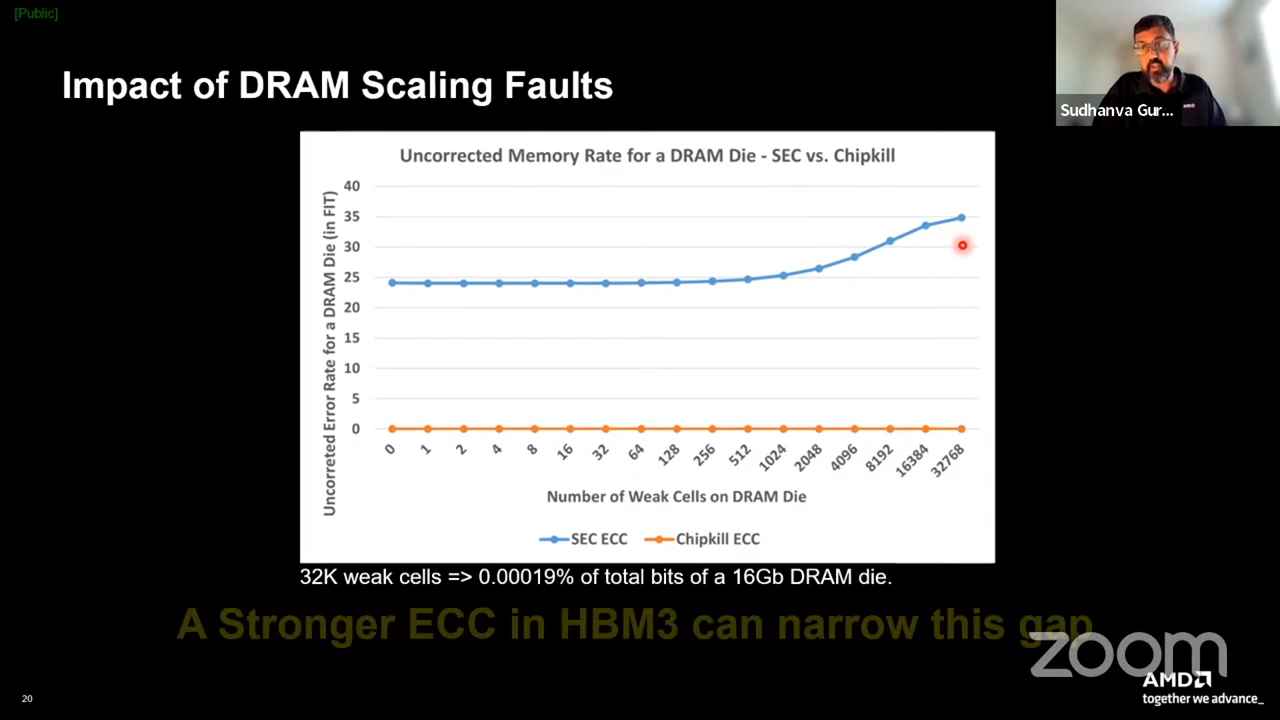 [Public]
Impact of DRAM Scaling Faults
Sudhanva Gur...
Uncorrected Memory Rate for a DRAM Die - SEC vs. Chipkill
Uncorreted Error Rate for a DRAM Die (in FIT)
40
35
30
25
20
15
10
5
0
0 1 2 4 8 16 32 64 128 256 512 1024 2048 4096 8192 16384 32768
Number of Weak Cells on DRAM Die
SEC ECC Chipkill ECC
32K weak cells => 0.00019% of total bits of a 16Gb DRAM die.
A Stronger ECC in HBM3 can narrow this gap
zoom
AMD
together we advance_
20